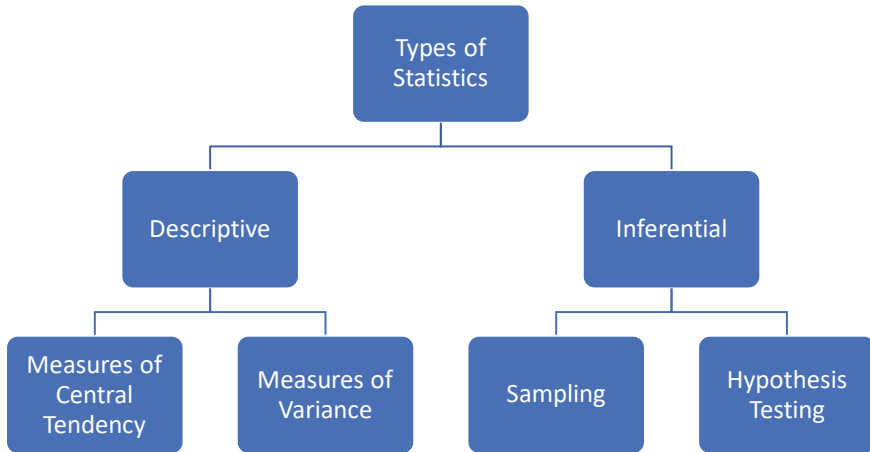 Types of
Statistics
Descriptive
Inferential
Measures of
Central
Tendency
Measures of
Variance
Sampling
Hypothesis
Testing